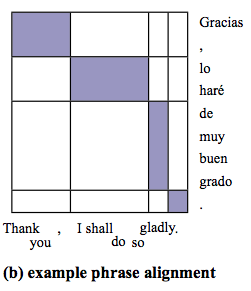 Gracias
,
lo
haré
de
muy
buen
grado
.
Thank , I shall gladly.
you do so
(b) example phrase alignment